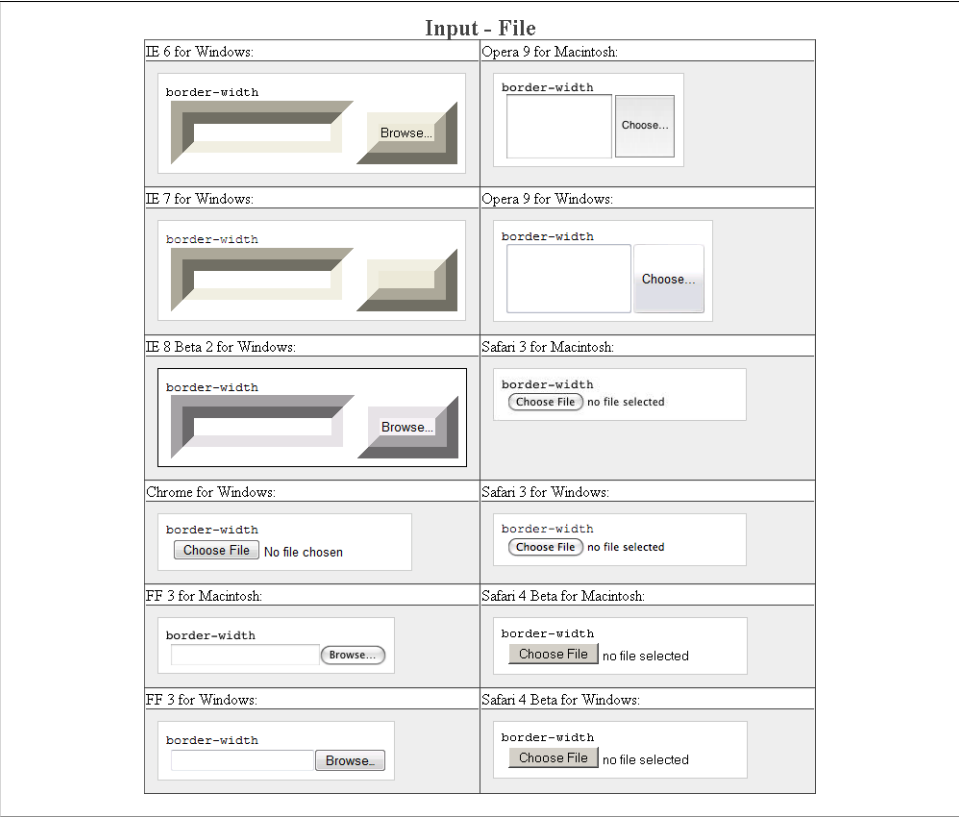 Input - File
IE 6 for Windows:
border-width
Browse...
Opera 9 for Macintosh:
border-width
Choose...
IE 7 for Windows:
border-width
Opera 9 for Windows:
border-width
Choose...
IE 8 Beta 2 for Windows:
border-width
Browse...
Safari 3 for Macintosh:
border-width
Choose File no file selected
Chrome for Windows:
border-width
Choose File No file chosen
Safari 3 for Windows:
border-width
Choose File no file selected
FF 3 for Macintosh:
border-width
Browse...
Safari 4 Beta for Macintosh:
border-width
Choose File no file selected
FF 3 for Windows:
border-width
Browse..
Safari 4 Beta for Windows:
border-width
Choose File no file selected